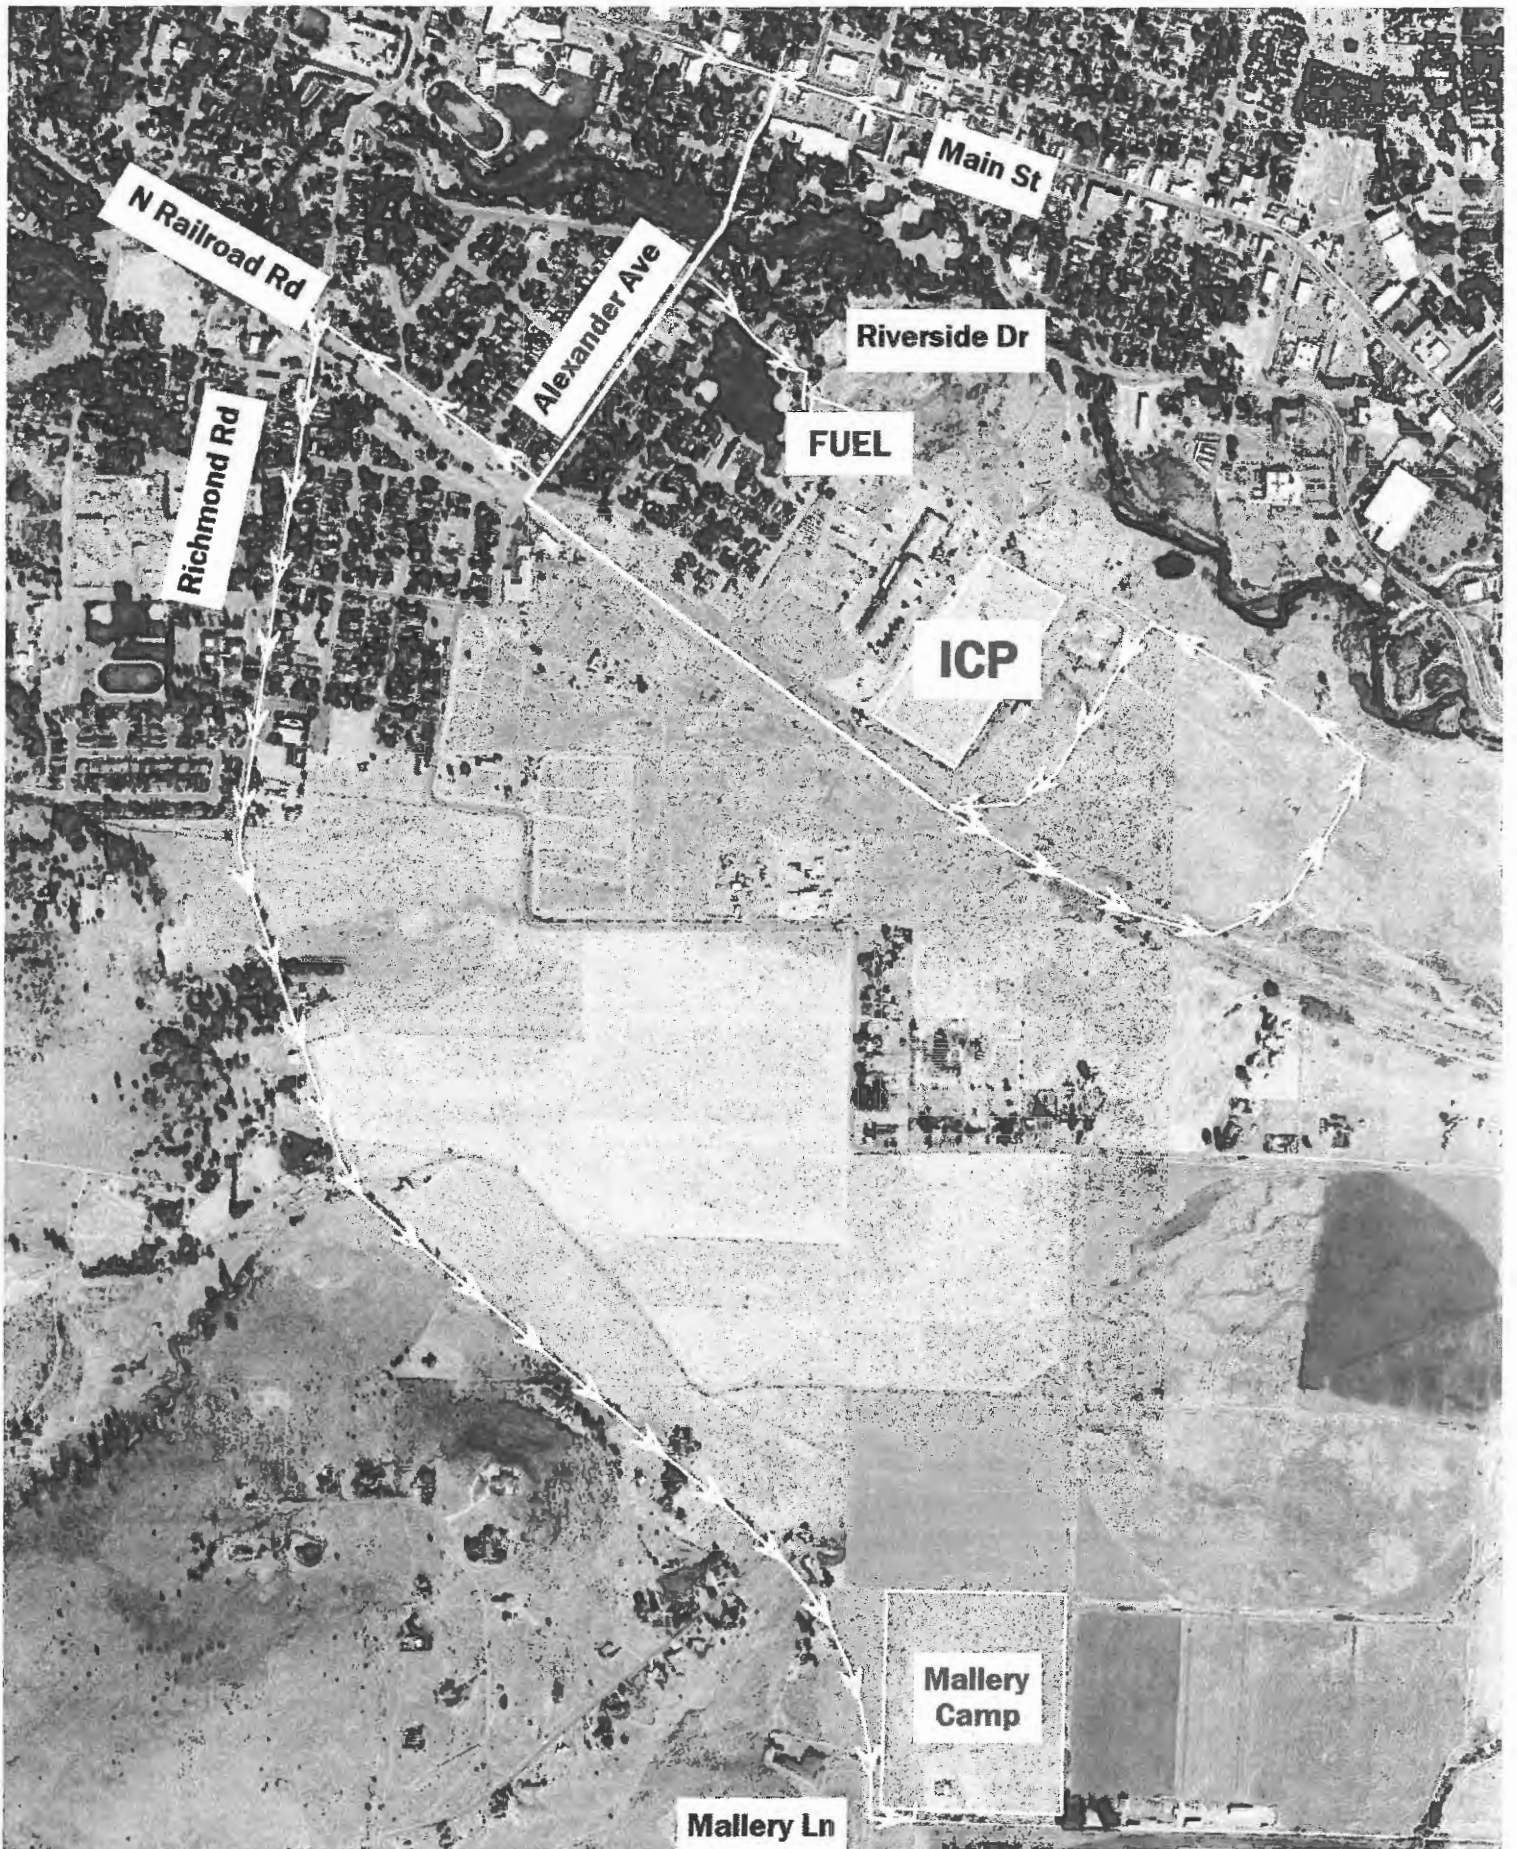 Main St
N Railroad Rd
Alexander Ave
Riverside Dr
FUEL
Richmond Rd
ICP
Mallery
Camp
Mallery Ln